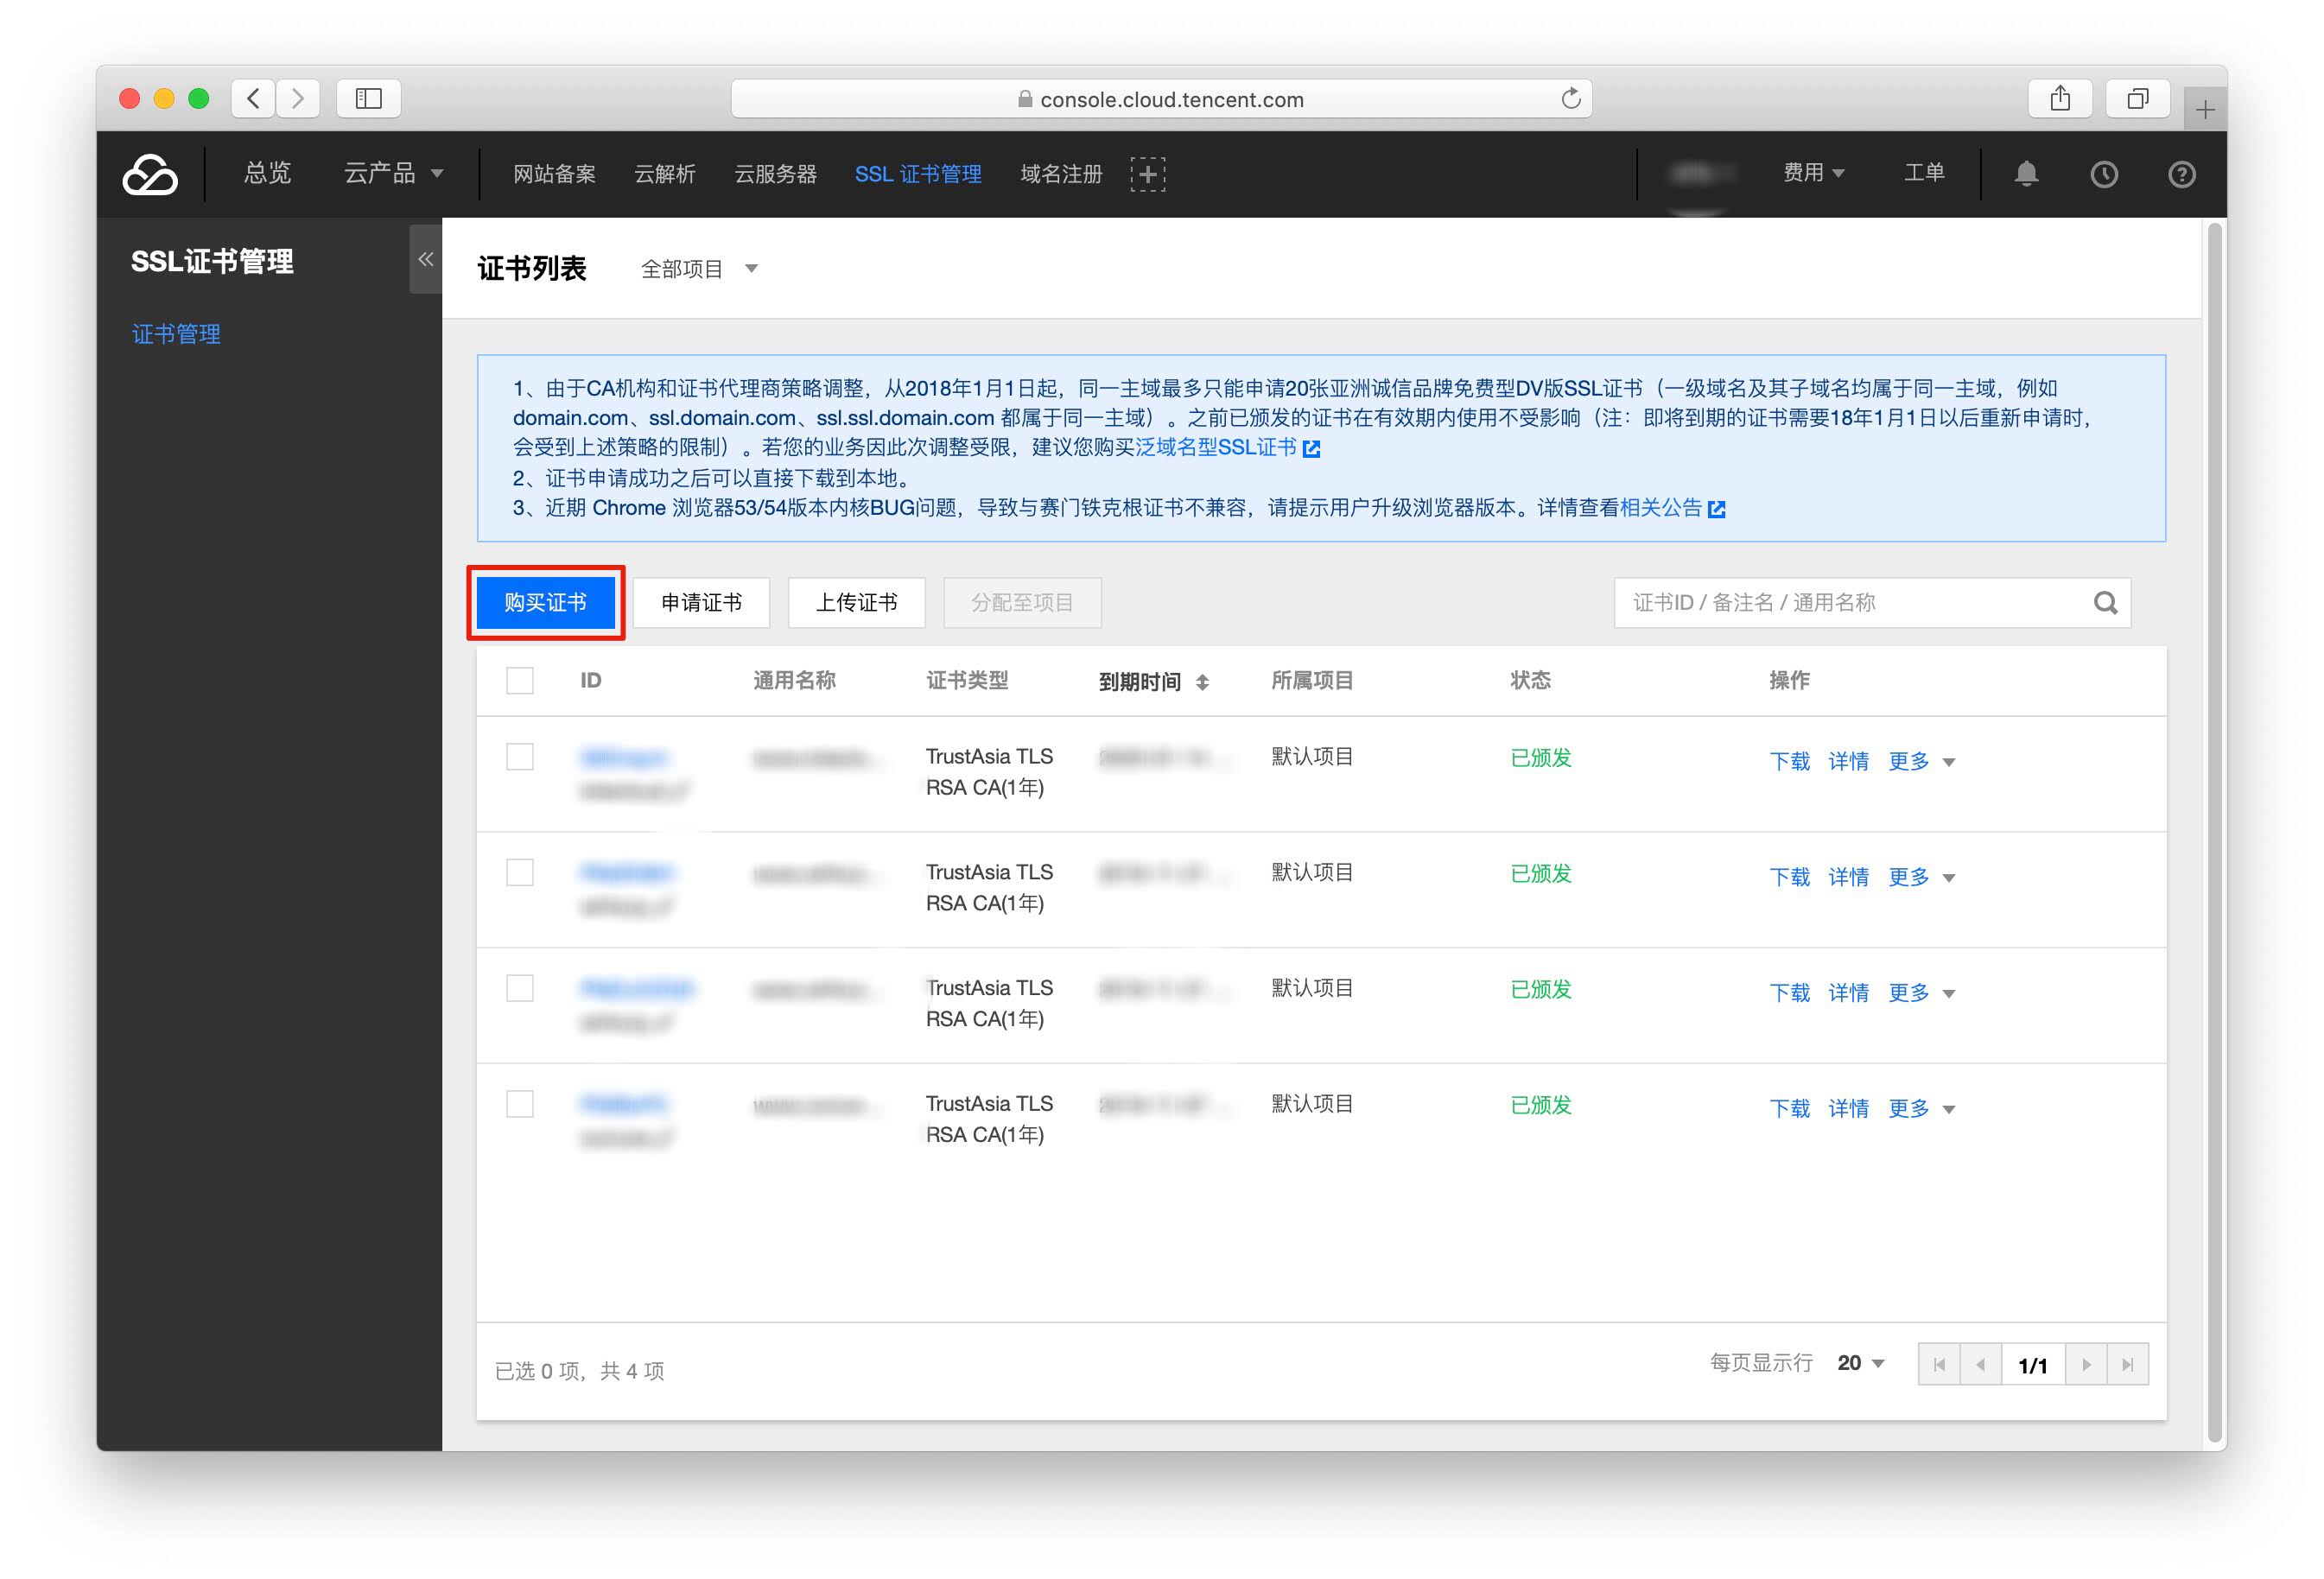 console.cloud.tencent.com
总览
云产品
网站备案
云解析
云服务器
SSL 证书管理
域名注册
费用
工单
SSL证书管理
证书管理
证书列表
全部项目
1、由于CA机构和证书代理商策略调整，从2018年1月1日起，同一主域最多只能申请20张亚洲诚信品牌免费型DV版SSL证书（一级域名及其子域名均属于同一主域，例如
domain.com、ssl.domain.com、ssl.ssl.domain.com 都属于同一主域）。之前已颁发的证书在有效期内使用不受影响（注：即将到期的证书需要18年1月1日以后重新申请时，
会受到上述策略的限制）。若您的业务因此次调整受限，建议您购买泛域名型SSL证书
2、证书申请成功之后可以直接下载到本地。
3、近期 Chrome 浏览器53/54版本内核BUG问题，导致与赛门铁克根证书不兼容，请提示用户升级浏览器版本。详情查看相关公告
购买证书
申请证书
上传证书
分配至项目
证书ID / 备注名 / 通用名称
ID
通用名称
证书类型
到期时间
所属项目
状态
操作
TrustAsia TLS
RSA CA(1年)
默认项目
已颁发
下载
详情
更多
TrustAsia TLS
RSA CA(1年)
默认项目
已颁发
下载
详情
更多
TrustAsia TLS
RSA CA(1年)
默认项目
已颁发
下载
详情
更多
TrustAsia TLS
RSA CA(1年)
默认项目
已颁发
下载
详情
更多
已选 0 项，共 4 项
每页显示行
20
1/1